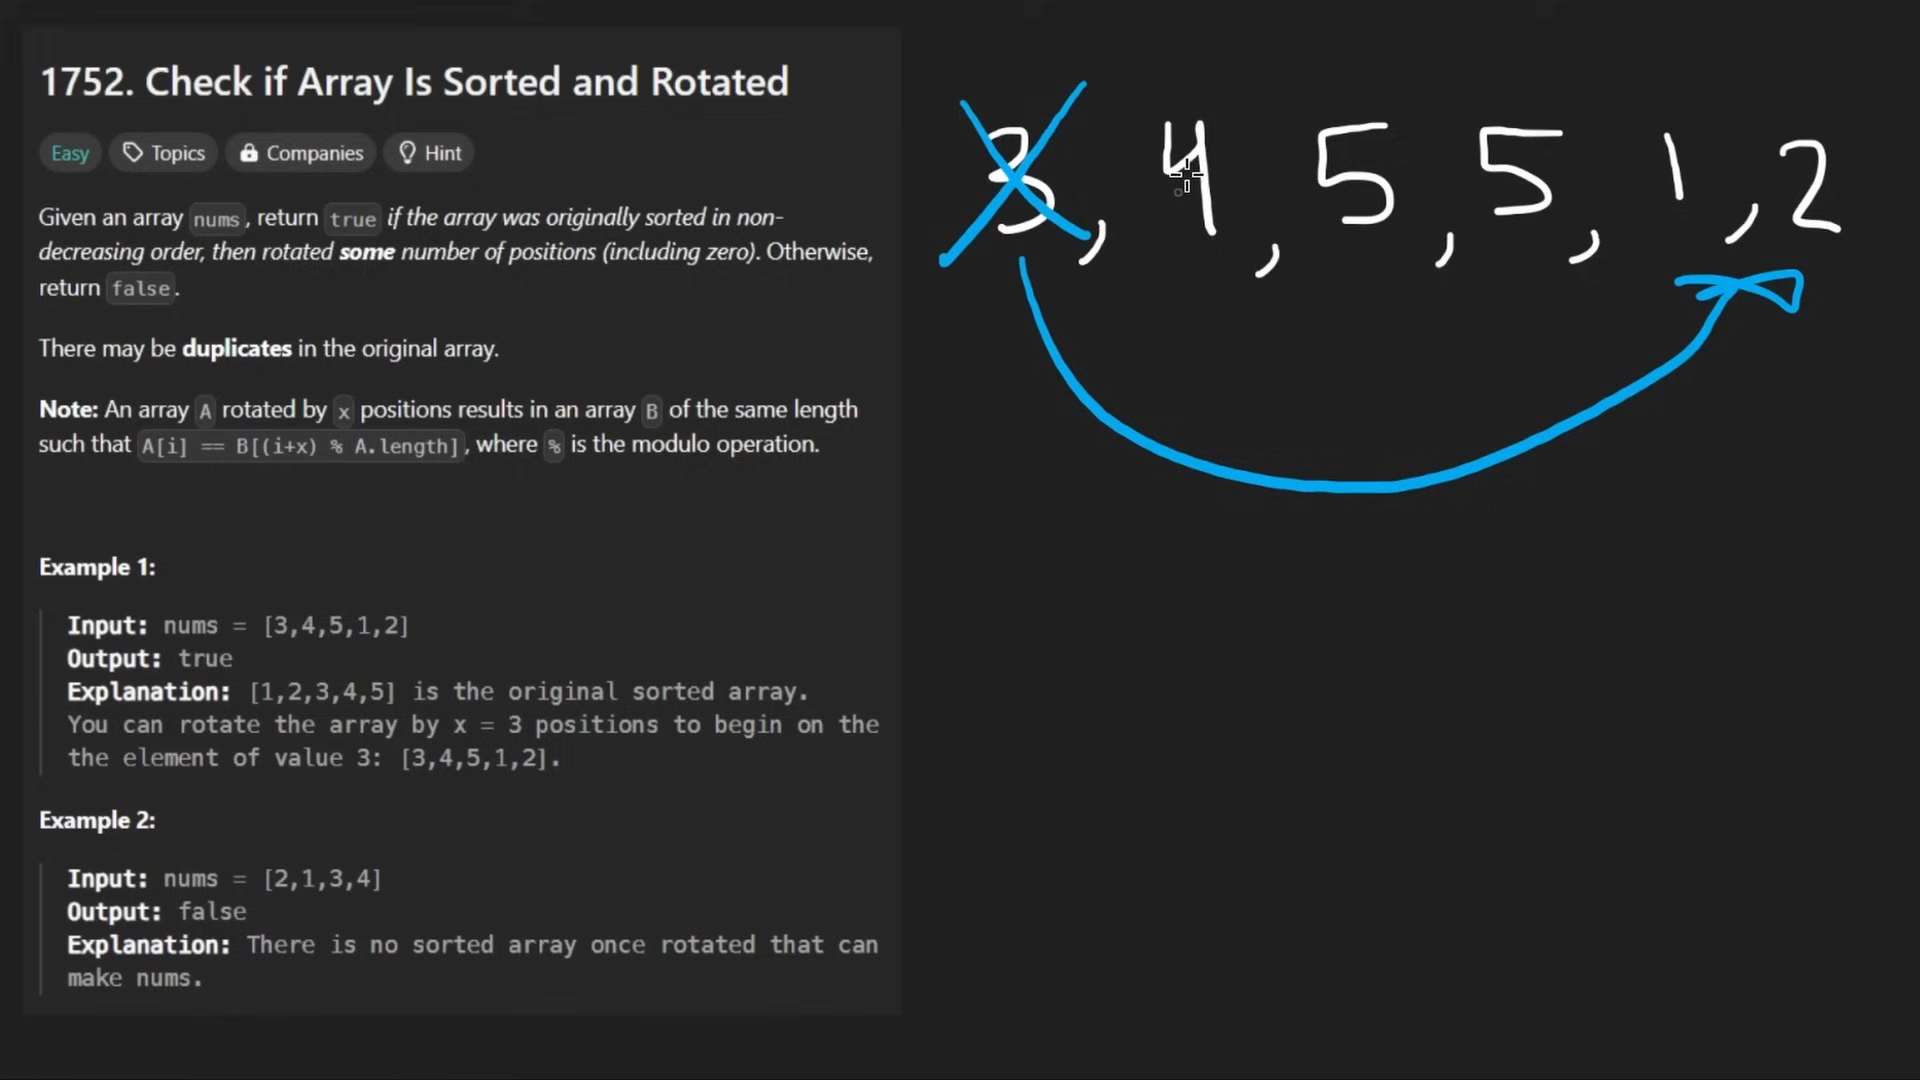 1752. Check if Array Is Sorted and Rotated
Easy Topics Companies Hint
Given an array nums, return true if the array was originally sorted in non-
decreasing order, then rotated some number of positions (including zero). Otherwise,
return false.
There may be duplicates in the original array.
Note: An array A rotated by x positions results in an array B of the same length
such that A[i] == B[(i+x) % A.length], where % is the modulo operation.
Example 1:
Input: nums = [3,4,5,1,2]
Output: true
Explanation: [1,2,3,4,5] is the original sorted array.
You can rotate the array by x = 3 positions to begin on the
the element of value 3: [3,4,5,1,2].
Example 2:
Input: nums = [2,1,3,4]
Output: false
Explanation: There is no sorted array once rotated that can
make nums.
3, 4, 5, 5, 1, 2